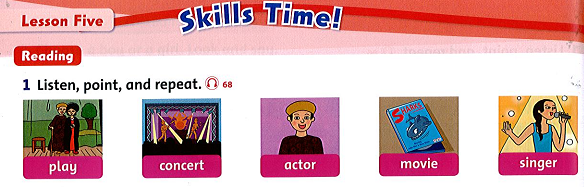 Lesson Five
Skills Time!
Reading
1 Listen, point, and repeat. 68
play
concert
actor
movie
singer